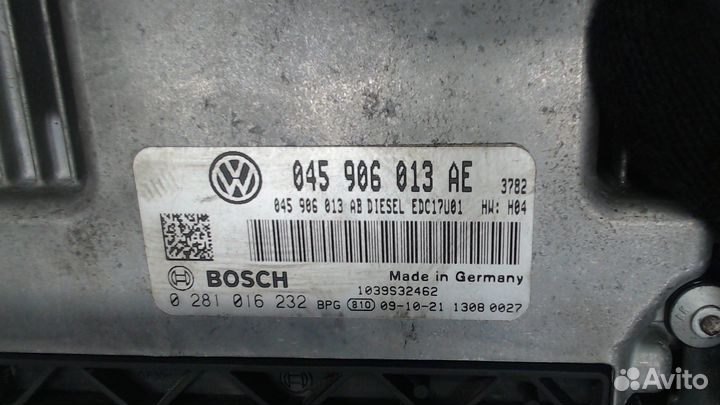 045 906 013 AE 3782
045 906 013 AB DIESEL EDC17U01 HW: H04
BOSCH Made in Germany
1039S32462
0 281 016 232 BPG 810 09-10-21 1308 0027
Avito